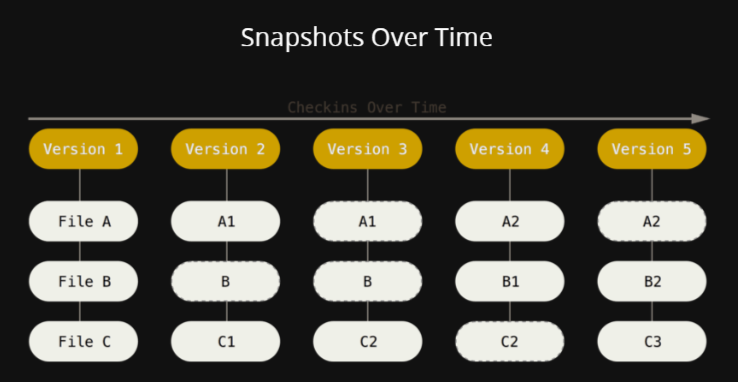 Snapshots Over Time
Checkins Over Time
Version 1 Version 2 Version 3 Version 4 Version 5
File A A1 A1 A2 A2
File B B B B1 B2
File C C1 C2 C2 C3